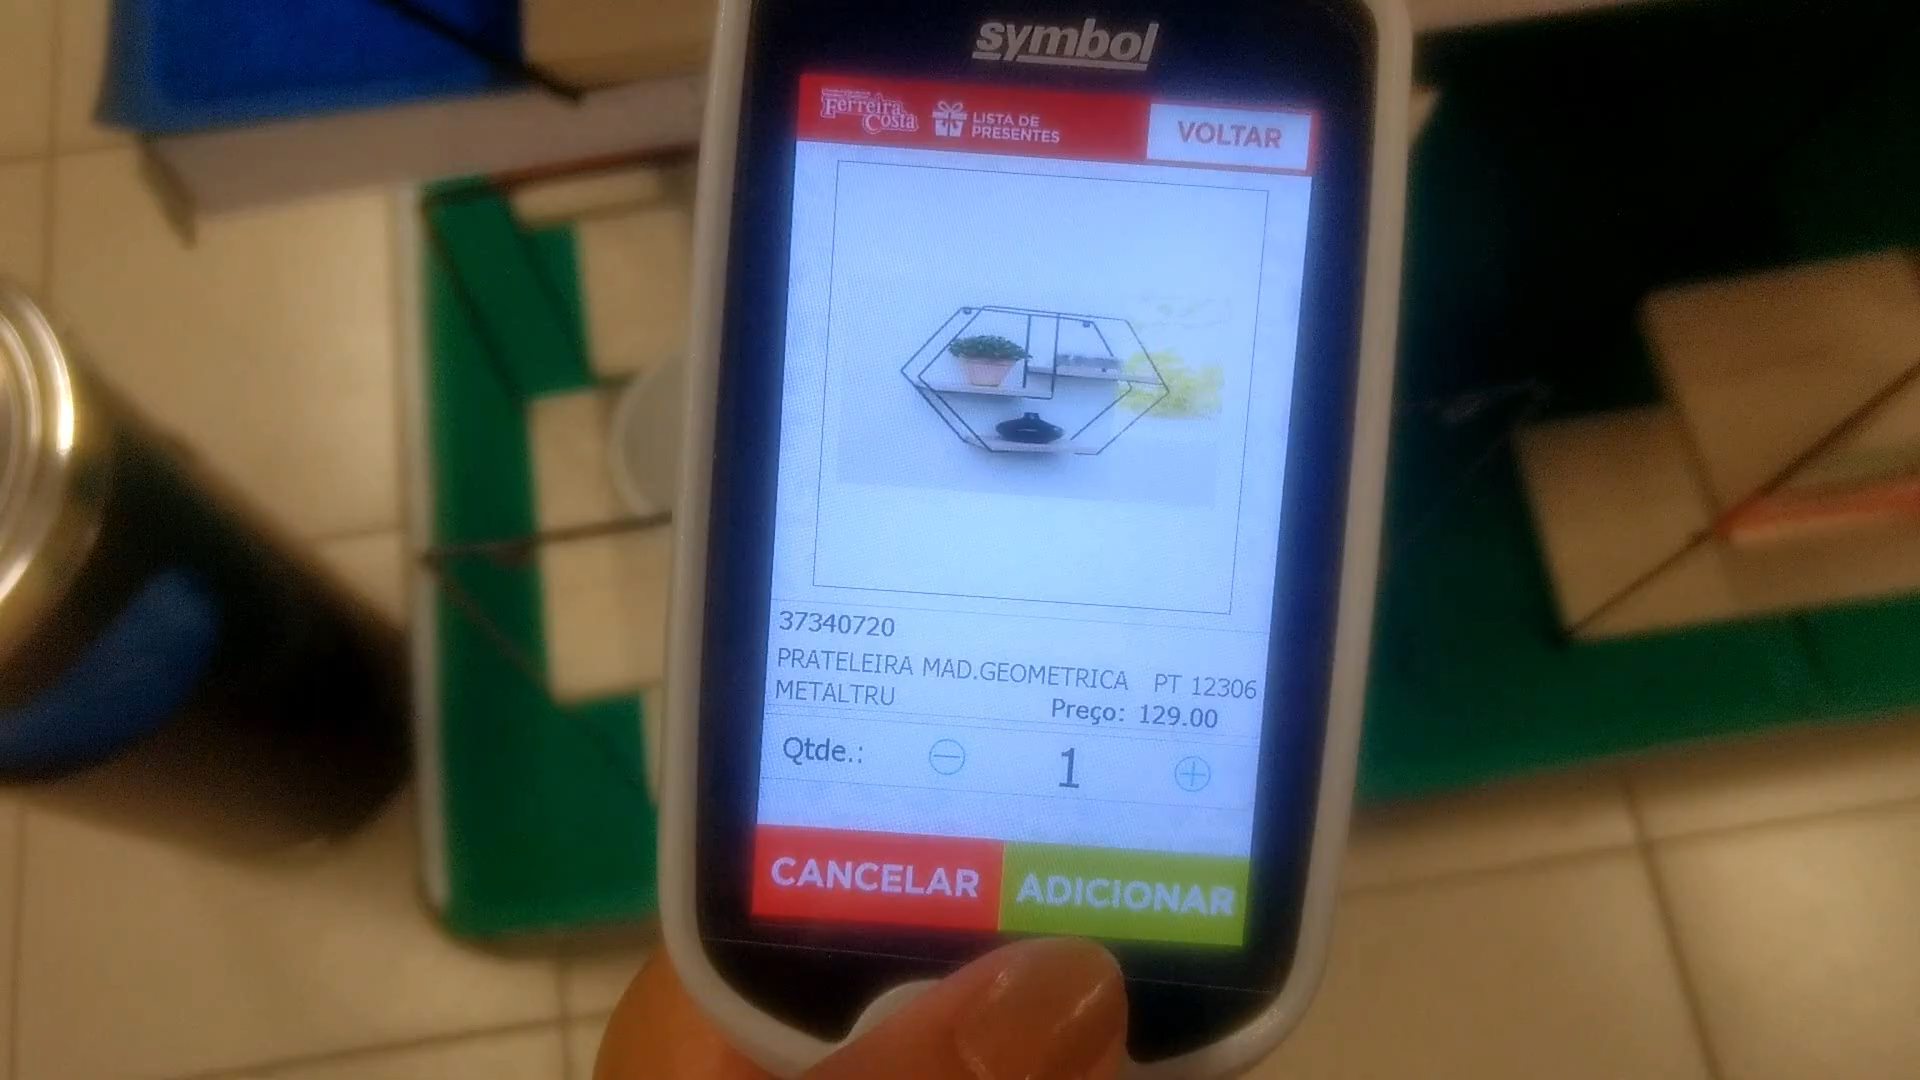 symbol
Ferreira Costa
LISTA DE
PRESENTES
VOLTAR
37340720
PRATELEIRA MAD.GEOMETRICA PT 12306
METALTRU
Preço: 129.00
Qtde.: 1
CANCELAR
ADICIONAR